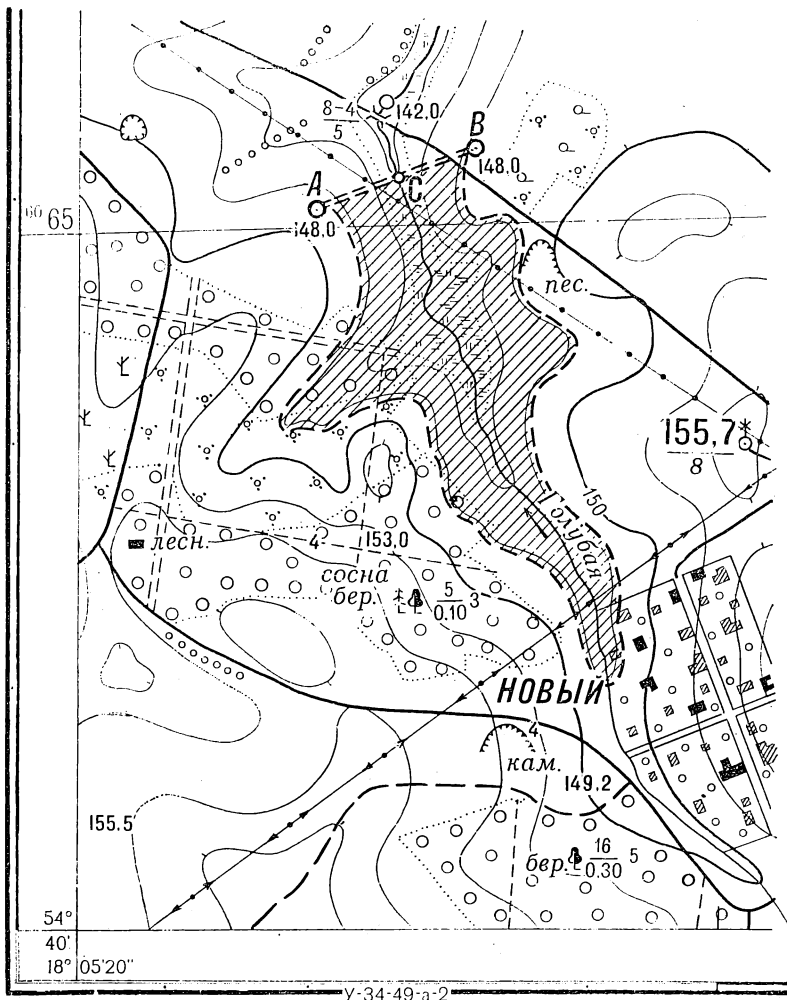 8-4
5
142,0
В
148,0
А
С
148,0
60 65
пес.
155,7
8
150
Голубая
лесн.
4
153,0
сосна
бер.
5
0.10
3
НОВЫЙ
4
кам.
149.2
155.5
бер.
16
0.30
5
54°
40'
18° 05'20"
У-34-49-а-2